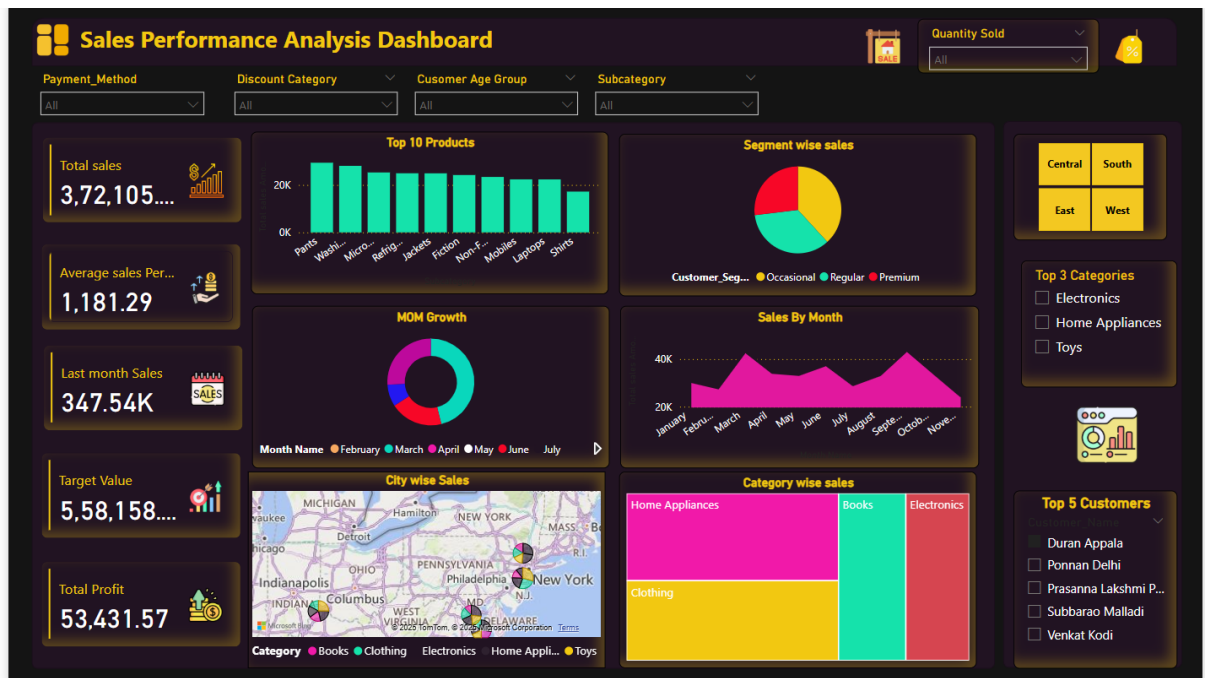 Sales Performance Analysis Dashboard
SALE
Quantity Sold
All
%
Payment_Method
All
Discount Category
All
Cusomer Age Group
All
Subcategory
All
Total sales
3,72,105....
Average sales Per...
1,181.29
Last month Sales
347.54K
SALES
Target Value
5,58,158....
Total Profit
53,431.57
Top 10 Products
20K
0K
Pants
Washi...
Micro...
Refrig...
Jackets
Fiction
Non-F...
Mobiles
Laptops
Shirts
Segment wise sales
Customer_Seg... Occasional Regular Premium
MOM Growth
Month Name February March April May June July
Sales By Month
40K
20K
January
Febru...
March
April
May
June
July
August
Septe...
Octob...
Nove...
City wise Sales
MICHIGAN
Hamilton
NEW YORK
MASS.
Detroit
R.I.
OHIO
PENNSYLVANIA
Indianapolis
Philadelphia
New York
Columbus
N.J.
MD
WEST
VIRGINIA
DELAWARE
© 2025 TomTom, © 2025 Microsoft Corporation Terms
Category Books Clothing Electronics Home Appli... Toys
Category wise sales
Home Appliances
Books
Electronics
Clothing
Central
South
East
West
Top 3 Categories
Electronics
Home Appliances
Toys
Top 5 Customers
Customer_Name
Duran Appala
Ponnan Delhi
Prasanna Lakshmi P...
Subbarao Malladi
Venkat Kodi